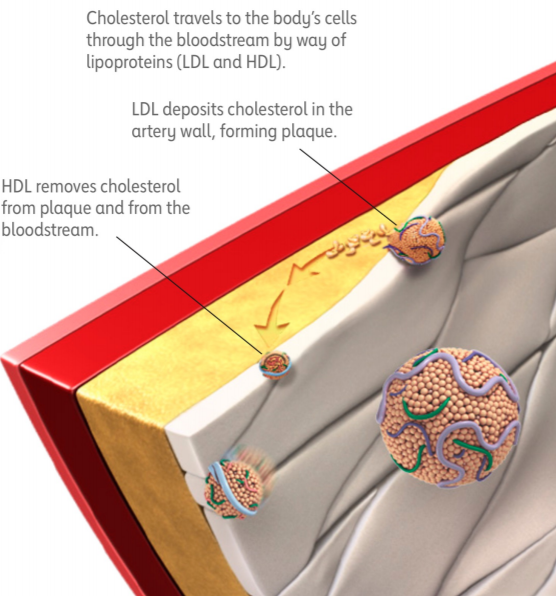 Cholesterol travels to the body's cells
through the bloodstream by way of
lipoproteins (LDL and HDL).
LDL deposits cholesterol in the
artery wall, forming plaque.
HDL removes cholesterol
from plaque and from the
bloodstream.